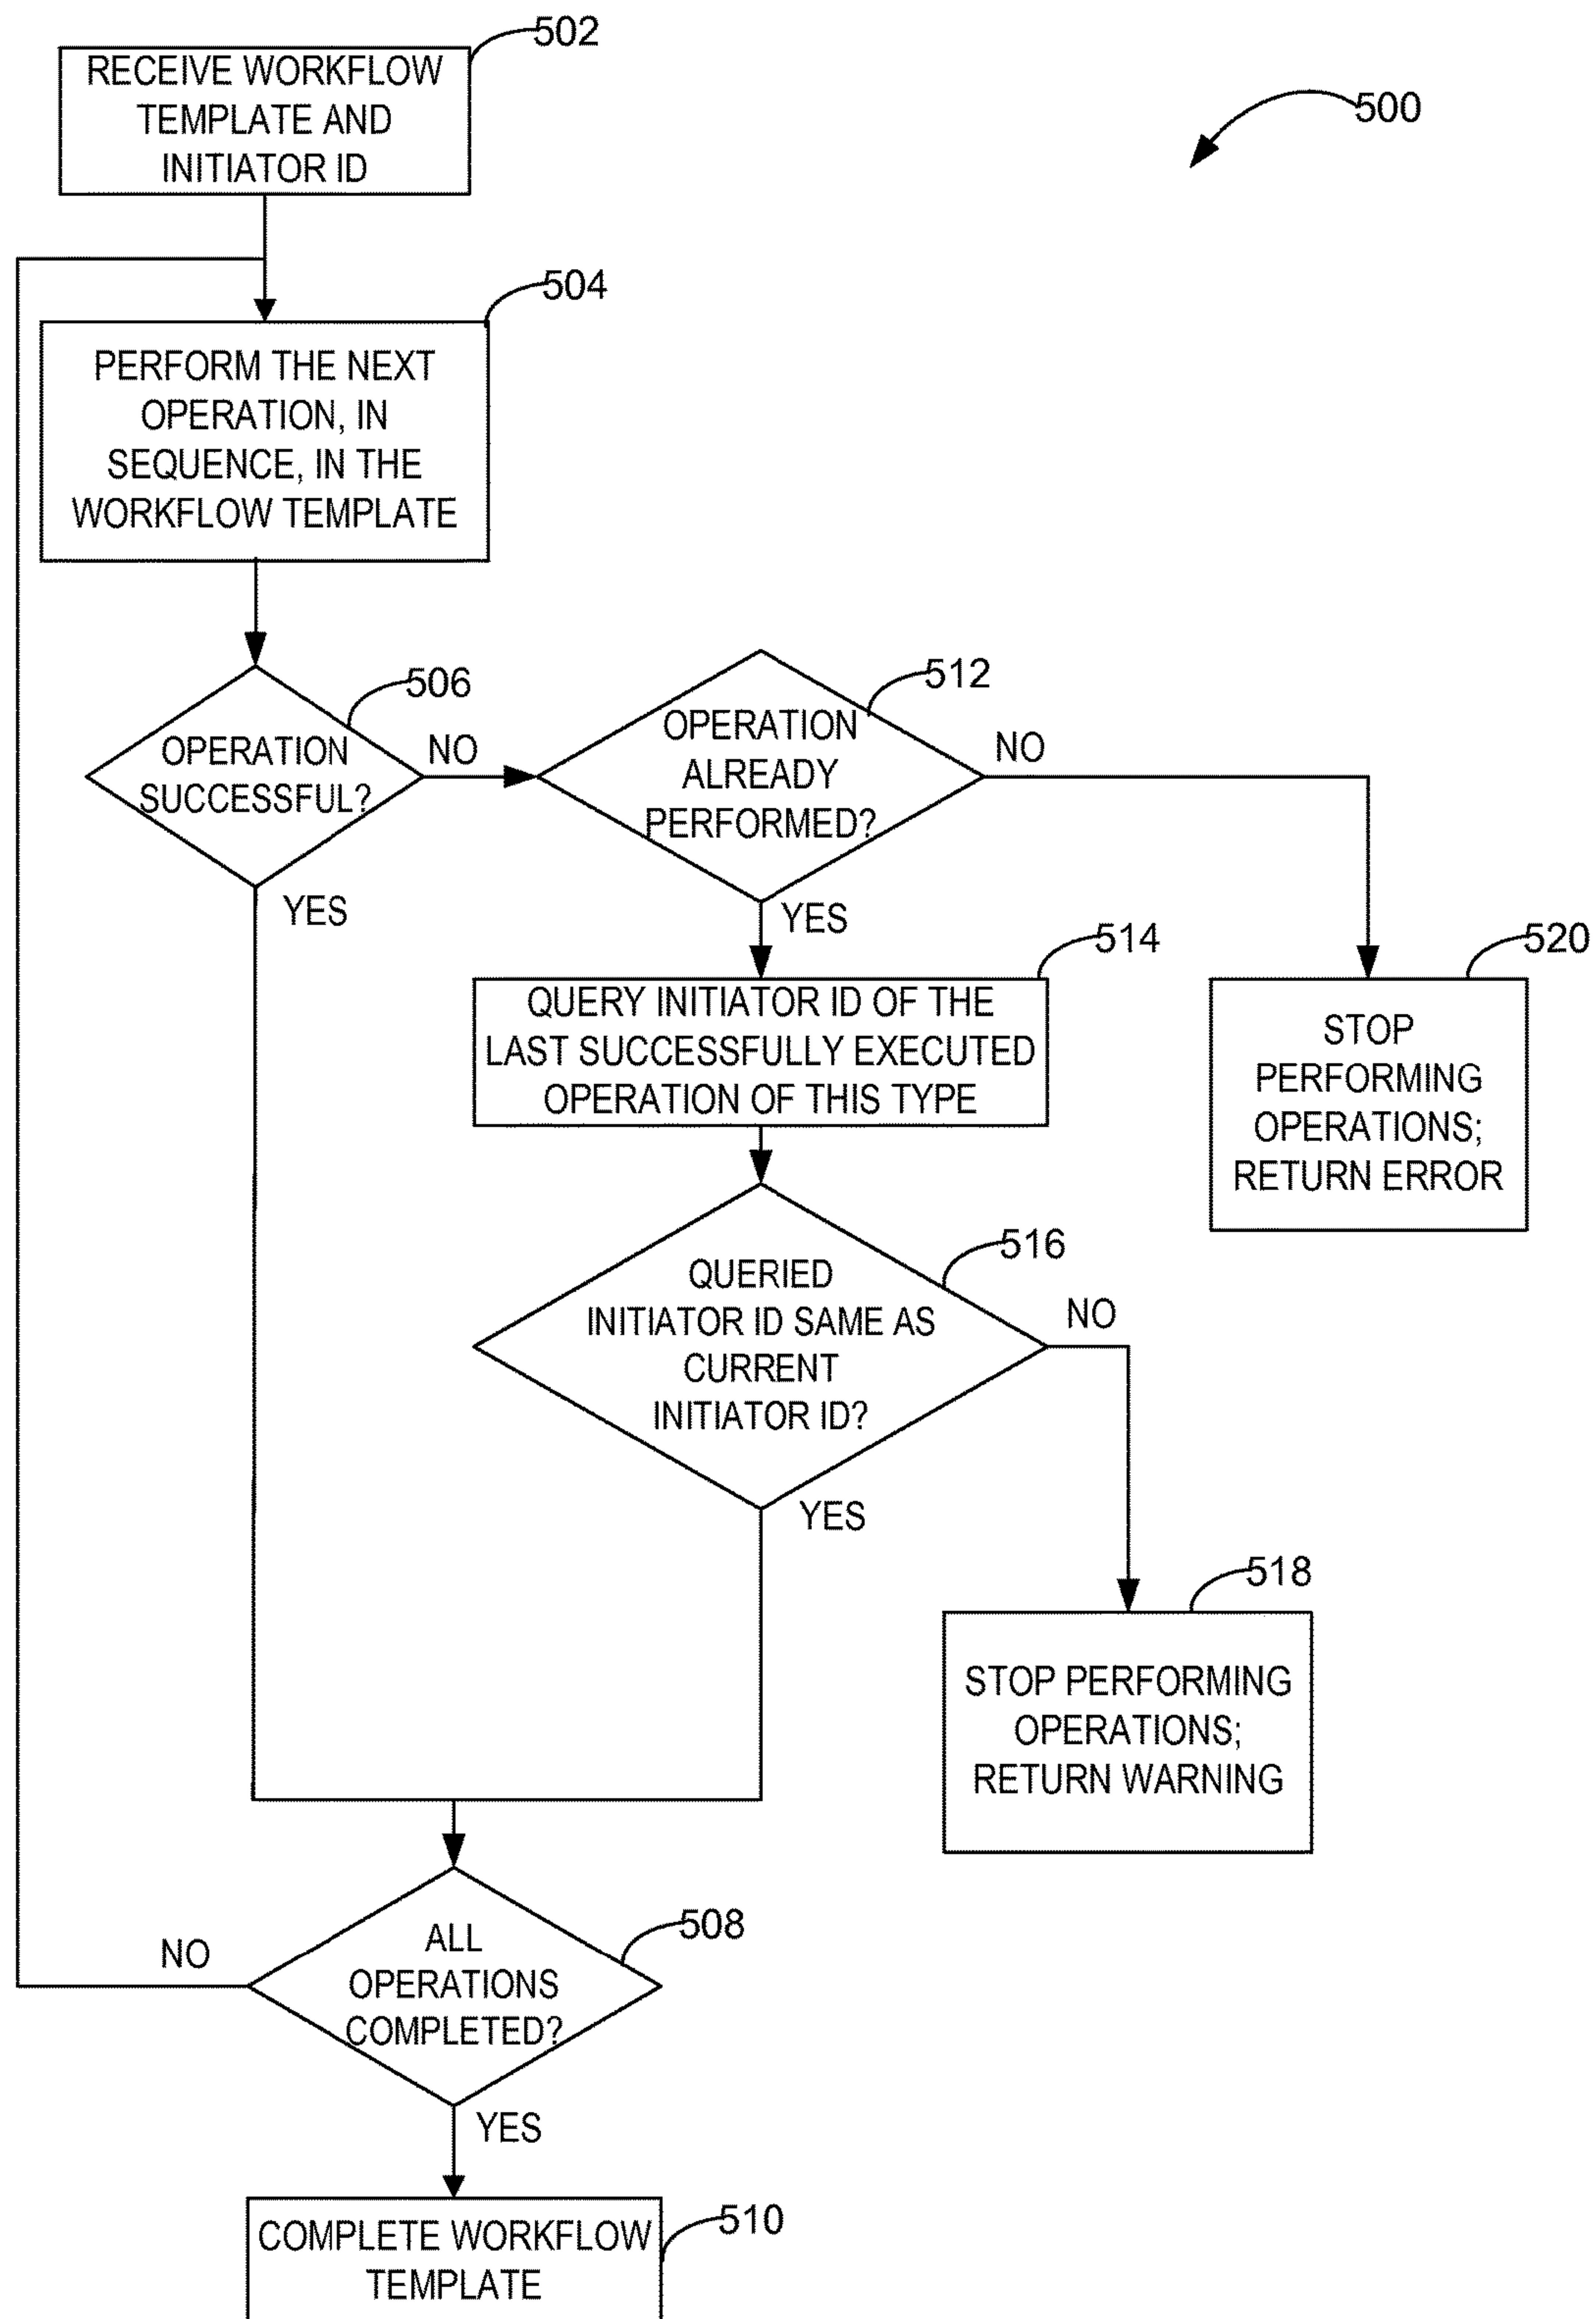 502
RECEIVE WORKFLOW
TEMPLATE AND
INITIATOR ID
500
504
PERFORM THE NEXT
OPERATION, IN
SEQUENCE, IN THE
WORKFLOW TEMPLATE
506
OPERATION
SUCCESSFUL?
NO
YES
512
OPERATION
ALREADY
PERFORMED?
NO
YES
514
QUERY INITIATOR ID OF THE
LAST SUCCESSFULLY EXECUTED
OPERATION OF THIS TYPE
520
STOP
PERFORMING
OPERATIONS;
RETURN ERROR
516
QUERIED
INITIATOR ID SAME AS
CURRENT
INITIATOR ID?
NO
YES
518
STOP PERFORMING
OPERATIONS;
RETURN WARNING
508
ALL
OPERATIONS
COMPLETED?
NO
YES
510
COMPLETE WORKFLOW
TEMPLATE